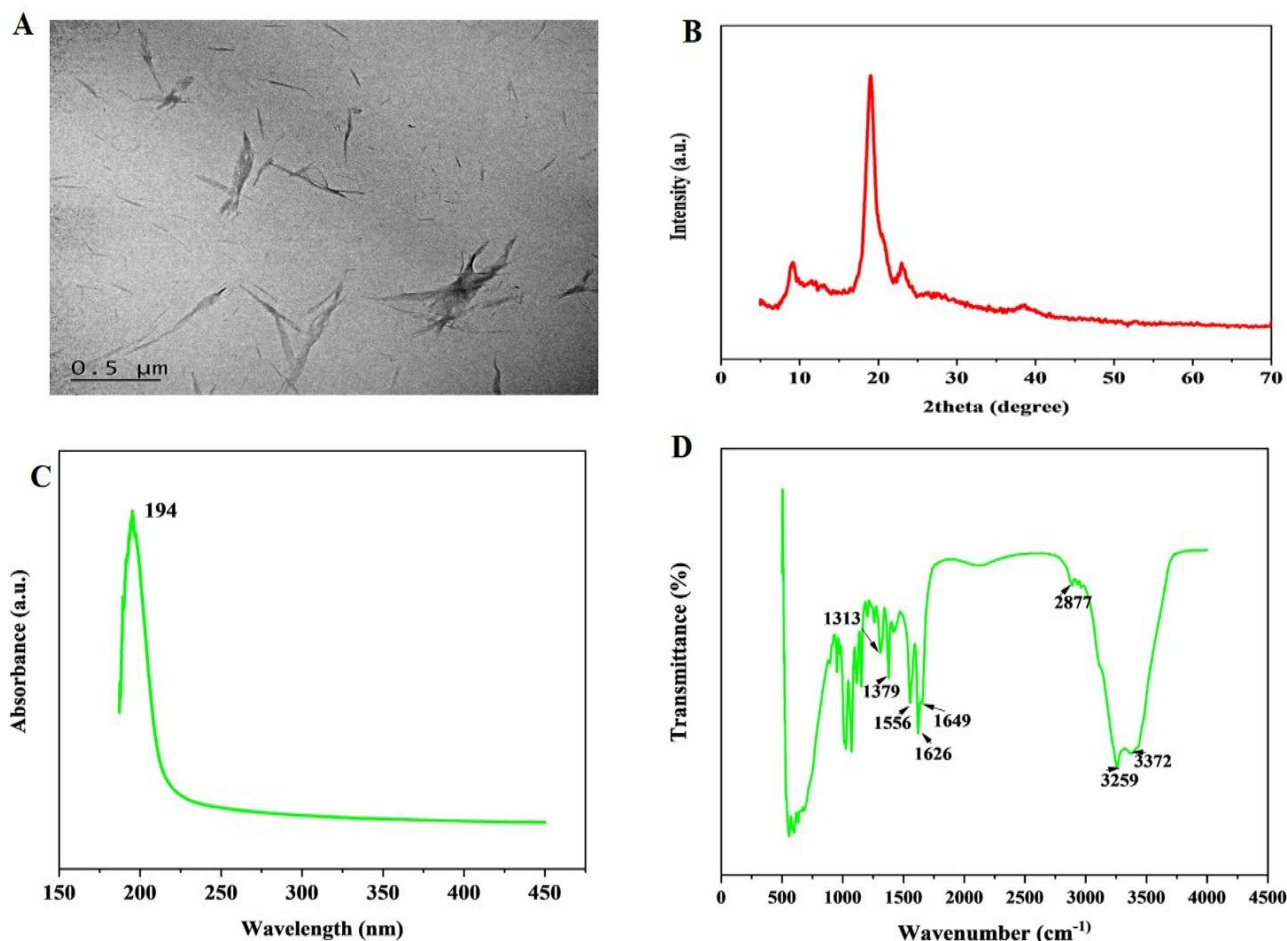 A
0.5 µm
B
Intensity (a.u.)
0 10 20 30 40 50 60 70
2theta (degree)
C
194
Absorbance (a.u.)
150 200 250 300 350 400 450
Wavelength (nm)
D
2877
1313
1379
1556
1649
1626
3372
3259
Transmittance (%)
0 500 1000 1500 2000 2500 3000 3500 4000 4500
Wavenumber (cm⁻¹)